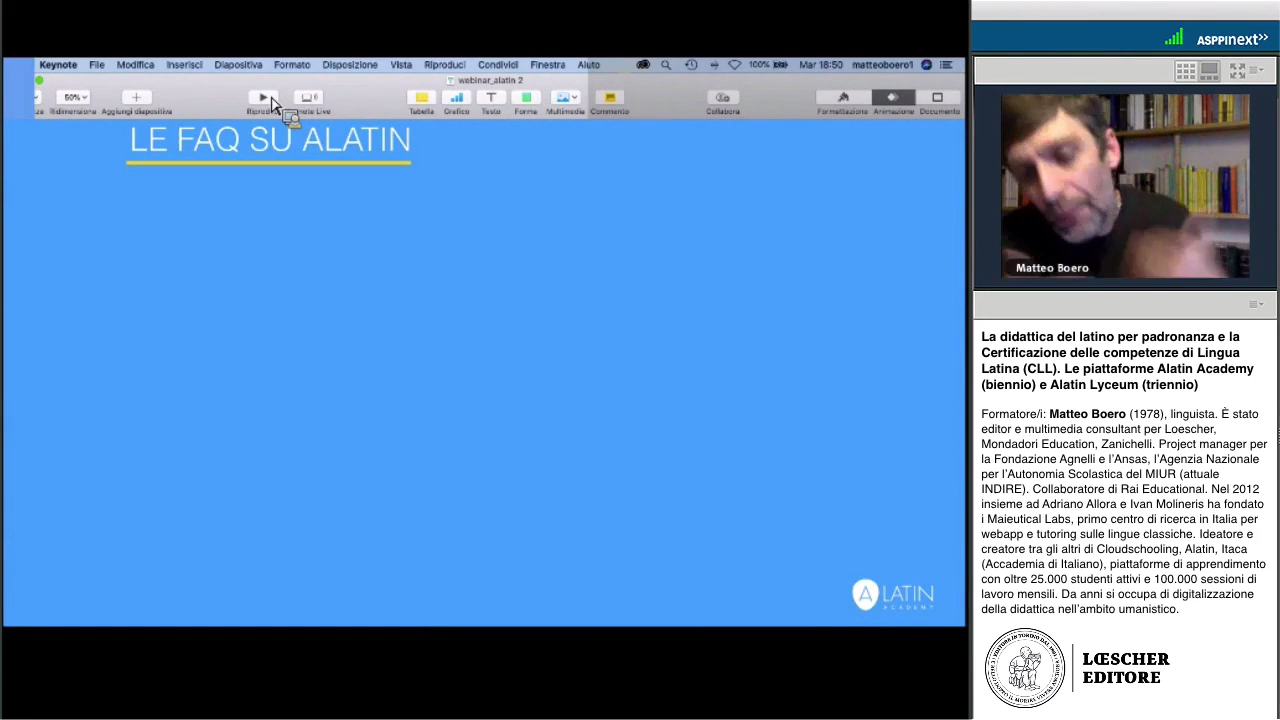 Keynote File Modifica Inserisci Diapositiva Formato Disposizione Vista Riproduci Condividi Finestra Aiuto 100% Mar 18:50 matteoboero1
webinar_alatin 2
50%
Ridimensiona Aggiungi diapositiva Live Tabella Grafico Testo Forma Multimedia Commento Collabora Formattazione Animazione Documento
LE FAQ SU ALATIN
A LATIN
ACADEMY
ASPPInext>>
Matteo Boero
La didattica del latino per padronanza e la
Certificazione delle competenze di Lingua
Latina (CLL). Le piattaforme Alatin Academy
(biennio) e Alatin Lyceum (triennio)
Formatore/i: Matteo Boero (1978), linguista. È stato
editor e multimedia consultant per Loescher,
Mondadori Education, Zanichelli. Project manager per
la Fondazione Agnelli e l'Ansas, l'Agenzia Nazionale
per l'Autonomia Scolastica del MIUR (attuale
INDIRE). Collaboratore di Rai Educational. Nel 2012
insieme ad Adriano Allora e Ivan Molineris ha fondato
i Maieutical Labs, primo centro di ricerca in Italia per
webapp e tutoring sulle lingue classiche. Ideatore e
creatore tra gli altri di Cloudschooling, Alatin, Itaca
(Accademia di Italiano), piattaforme di apprendimento
con oltre 25.000 studenti attivi e 100.000 sessioni di
lavoro mensili. Da anni si occupa di digitalizzazione
della didattica nell'ambito umanistico.
LŒSCHER
EDITORE